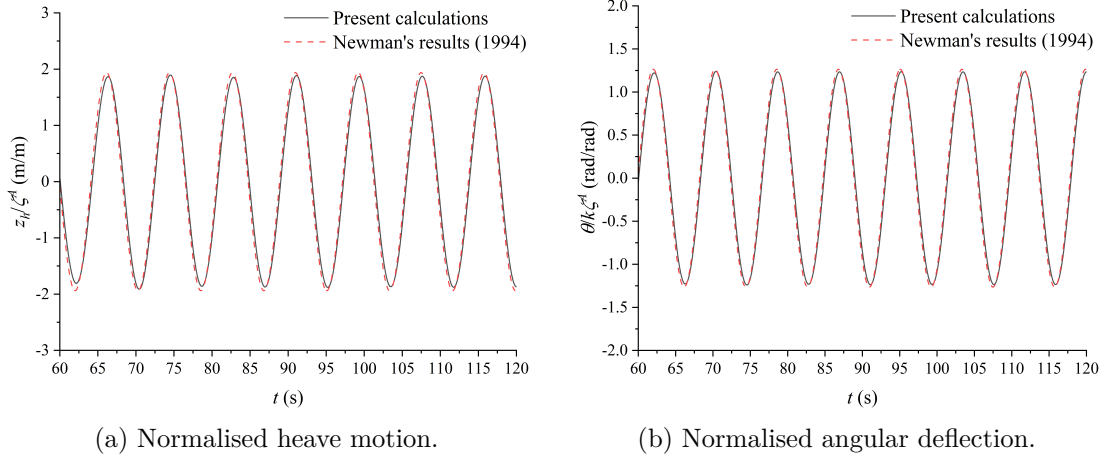 Present calculations
Newman's results (1994)
3
2
1
0
-1
-2
-3
z_h/ζ^A (m/m)
60 65 70 75 80 85 90 95 100 105 110 115 120
t (s)
(a) Normalised heave motion.
Present calculations
Newman's results (1994)
2.0
1.5
1.0
0.5
0.0
-0.5
-1.0
-1.5
-2.0
θ/kζ^A (rad/rad)
60 65 70 75 80 85 90 95 100 105 110 115 120
t (s)
(b) Normalised angular deflection.